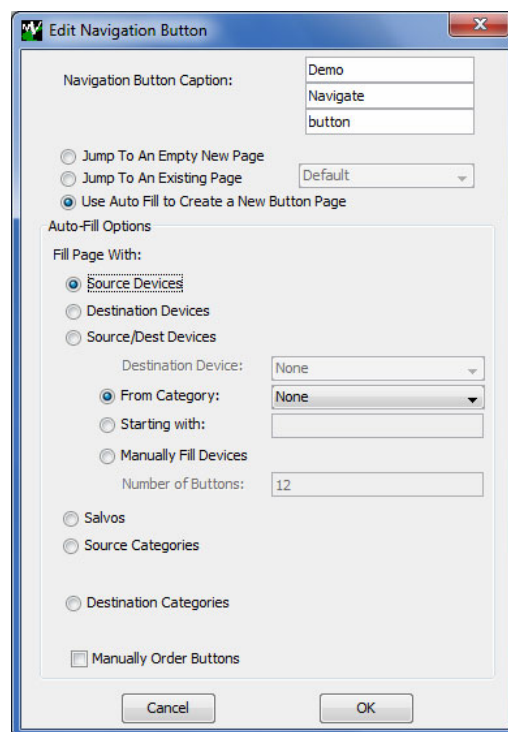 Edit Navigation Button
Navigation Button Caption:
Demo
Navigate
button
Jump To An Empty New Page
Jump To An Existing Page
Default
Use Auto Fill to Create a New Button Page
Auto-Fill Options
Fill Page With:
Source Devices
Destination Devices
Source/Dest Devices
Destination Device:
None
From Category:
None
Starting with:
Manually Fill Devices
Number of Buttons:
12
Salvos
Source Categories
Destination Categories
Manually Order Buttons
Cancel
OK